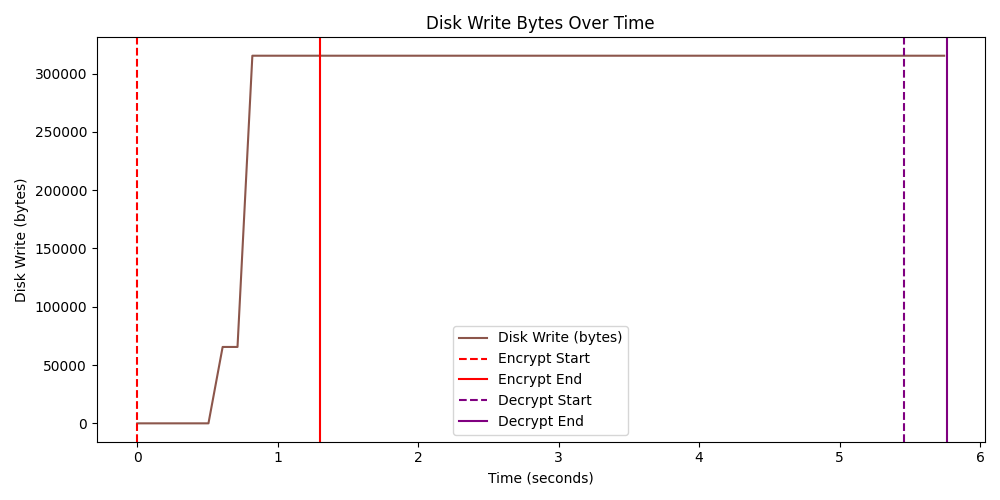 Disk Write Bytes Over Time
Disk Write (bytes)
300000
250000
200000
150000
100000
50000
0
Disk Write (bytes)
Encrypt Start
Encrypt End
Decrypt Start
Decrypt End
0 1 2 3 4 5 6
Time (seconds)